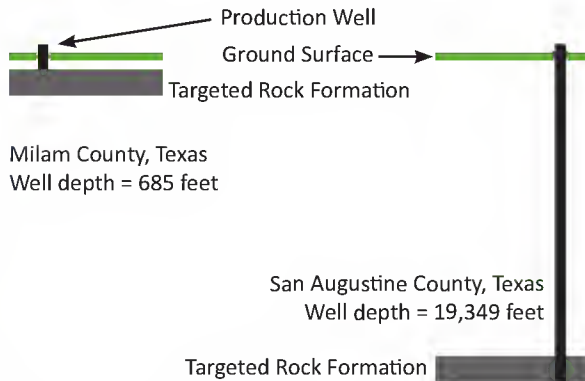 Production Well
Ground Surface
Targeted Rock Formation
Milam County, Texas
Well depth = 685 feet
San Augustine County, Texas
Well depth = 19,349 feet
Targeted Rock Formation